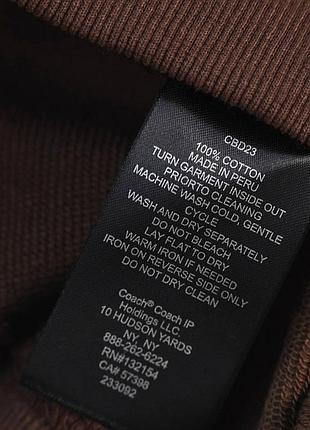 CBD23
100% COTTON
MADE IN PERU
TURN GARMENT INSIDE OUT
PRIORTO CLEANING
MACHINE WASH COLD, GENTLE
CYCLE
WASH AND DRY SEPARATELY
DO NOT BLEACH
LAY FLAT TO DRY
WARM IRON IF NEEDED
IRON ON REVERSE SIDE ONLY
DO NOT DRY CLEAN
Coach® Coach IP
Holdings LLC.
10 HUDSON YARDS
NY, NY
888-262-6224
RN#132154
CA# 57398
233092